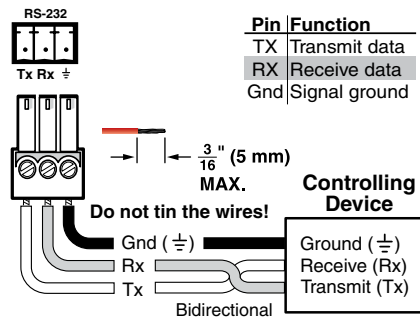 RS-232
Tx Rx ⏚
Pin Function
TX Transmit data
RX Receive data
Gnd Signal ground
3/16" (5 mm)
MAX.
Do not tin the wires!
Controlling
Device
Gnd (⏚)
Rx
Tx
Ground (⏚)
Receive (Rx)
Transmit (Tx)
Bidirectional